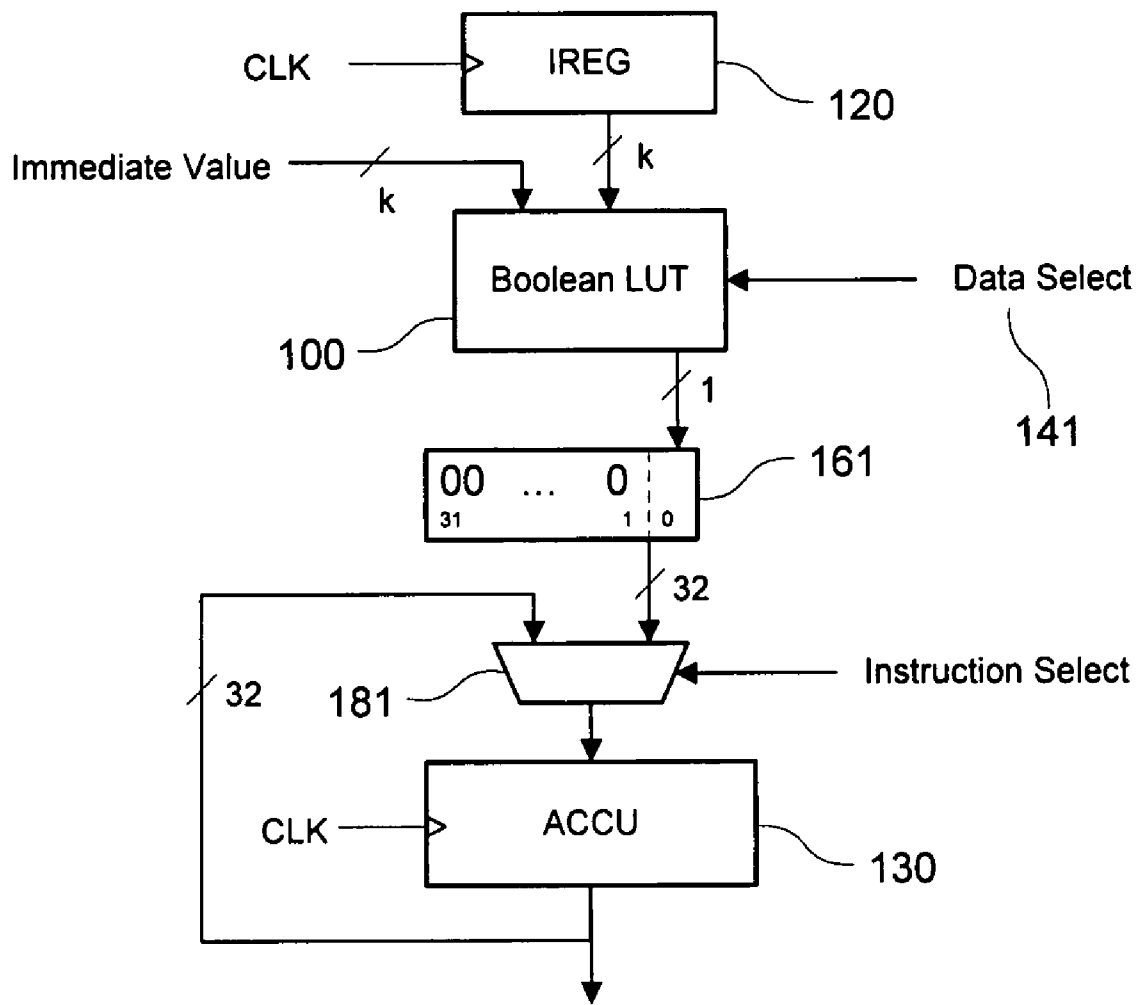 IREG
CLK
120
Immediate Value
k
k
Boolean LUT
Data Select
100
1
141
161
00 ... 0
31 1 0
32
32
181
Instruction Select
ACCU
CLK
130